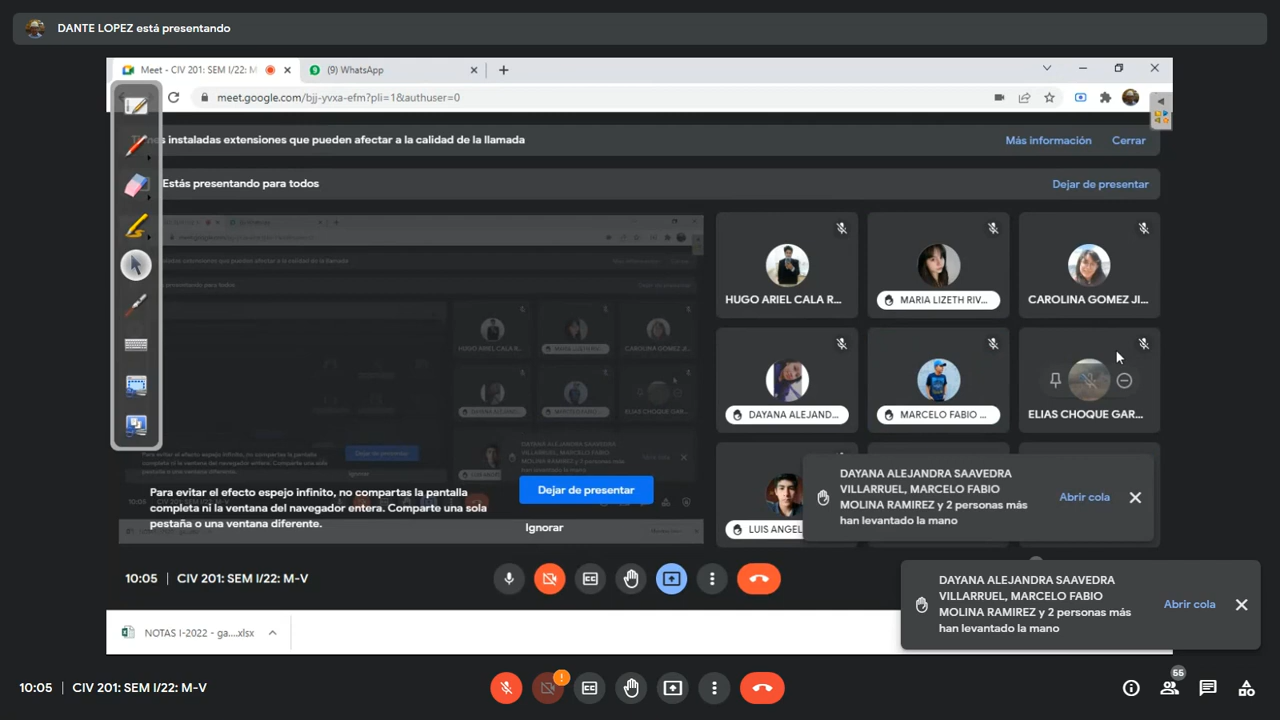 DANTE LOPEZ está presentando
Meet - CIV 201: SEM I/22: M
(9) WhatsApp
meet.google.com/bjj-yvxa-efm?pli=1&authuser=0
instaladas extensiones que pueden afectar a la calidad de la llamada
Más información
Cerrar
Estás presentando para todos
Dejar de presentar
HUGO ARIEL CALA R...
MARIA LIZETH RIV...
CAROLINA GOMEZ JI...
DAYANA ALEJAND...
MARCELO FABIO ...
ELIAS CHOQUE GAR...
LUIS ANGEL
DAYANA ALEJANDRA SAAVEDRA
VILLARRUEL, MARCELO FABIO
MOLINA RAMIREZ y 2 personas más
han levantado la mano
Abrir cola
Para evitar el efecto espejo infinito, no compartas la pantalla
completa ni la ventana del navegador entera. Comparte una sola
pestaña o una ventana diferente.
Dejar de presentar
Ignorar
10:05 | CIV 201: SEM I/22: M-V
NOTAS I-2022 - ga....xlsx
DAYANA ALEJANDRA SAAVEDRA
VILLARRUEL, MARCELO FABIO
MOLINA RAMIREZ y 2 personas más
han levantado la mano
Abrir cola
10:05 | CIV 201: SEM I/22: M-V
55